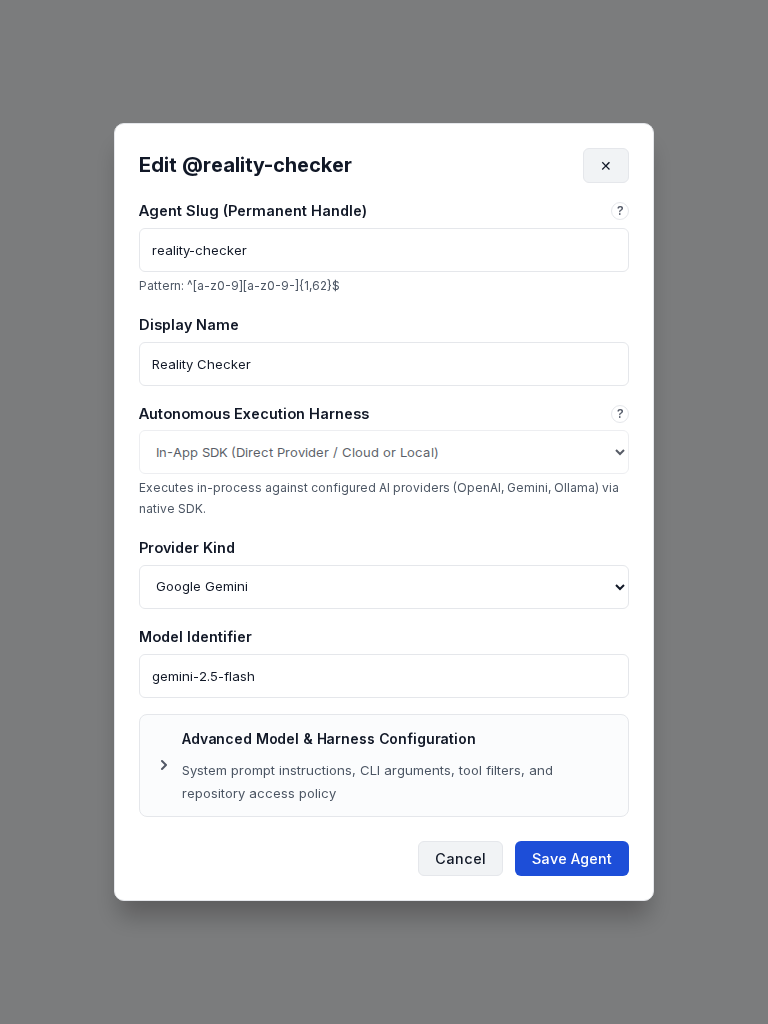 Edit @reality-checker
×
Agent Slug (Permanent Handle)
?
reality-checker
Pattern: ^[a-z0-9][a-z0-9-]{1,62}$
Display Name
Reality Checker
Autonomous Execution Harness
?
In-App SDK (Direct Provider / Cloud or Local)
Executes in-process against configured AI providers (OpenAI, Gemini, Ollama) via
native SDK.
Provider Kind
Google Gemini
Model Identifier
gemini-2.5-flash
Advanced Model & Harness Configuration
System prompt instructions, CLI arguments, tool filters, and
repository access policy
Cancel
Save Agent